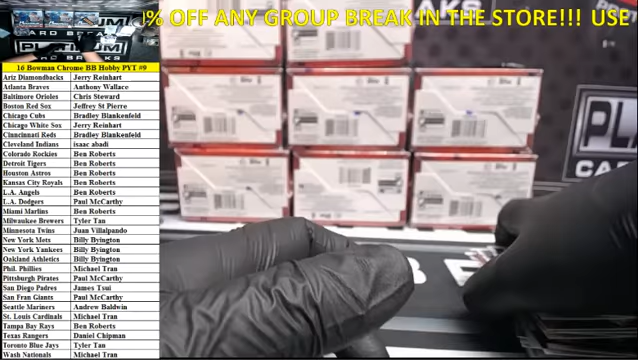 % OFF ANY GROUP BREAK IN THE STORE!!! USE
16 Bowman Chrome BB Hobby PYT #9
Ariz Diamondbacks Jerry Reinhart
Atlanta Braves Anthony Wallace
Baltimore Orioles Chris Steward
Boston Red Sox Jeffrey St Pierre
Chicago Cubs Bradley Blankenfeld
Chicago White Sox Jerry Reinhart
Cinncinati Reds Bradley Blankenfeld
Cleveland Indians isaac abadi
Colorado Rockies Ben Roberts
Detroit Tigers Ben Roberts
Houston Astros Ben Roberts
Kansas City Royals Ben Roberts
L.A. Angels Ben Roberts
L.A. Dodgers Paul McCarthy
Miami Marlins Ben Roberts
Milwaukee Brewers Tyler Tan
Minnesota Twins Juan Villalpando
New York Mets Billy Byington
New York Yankees Billy Byington
Oakland Athletics Billy Byington
Phil. Phillies Michael Tran
Pittsburgh Pirates Paul McCarthy
San Diego Padres James Tsui
San Fran Giants Paul McCarthy
Seattle Mariners Andrew Baldwin
St. Louis Cardinals Michael Tran
Tampa Bay Rays Ben Roberts
Texas Rangers Daniel Chipman
Toronto Blue Jays Tyler Tan
Wash Nationals Michael Tran